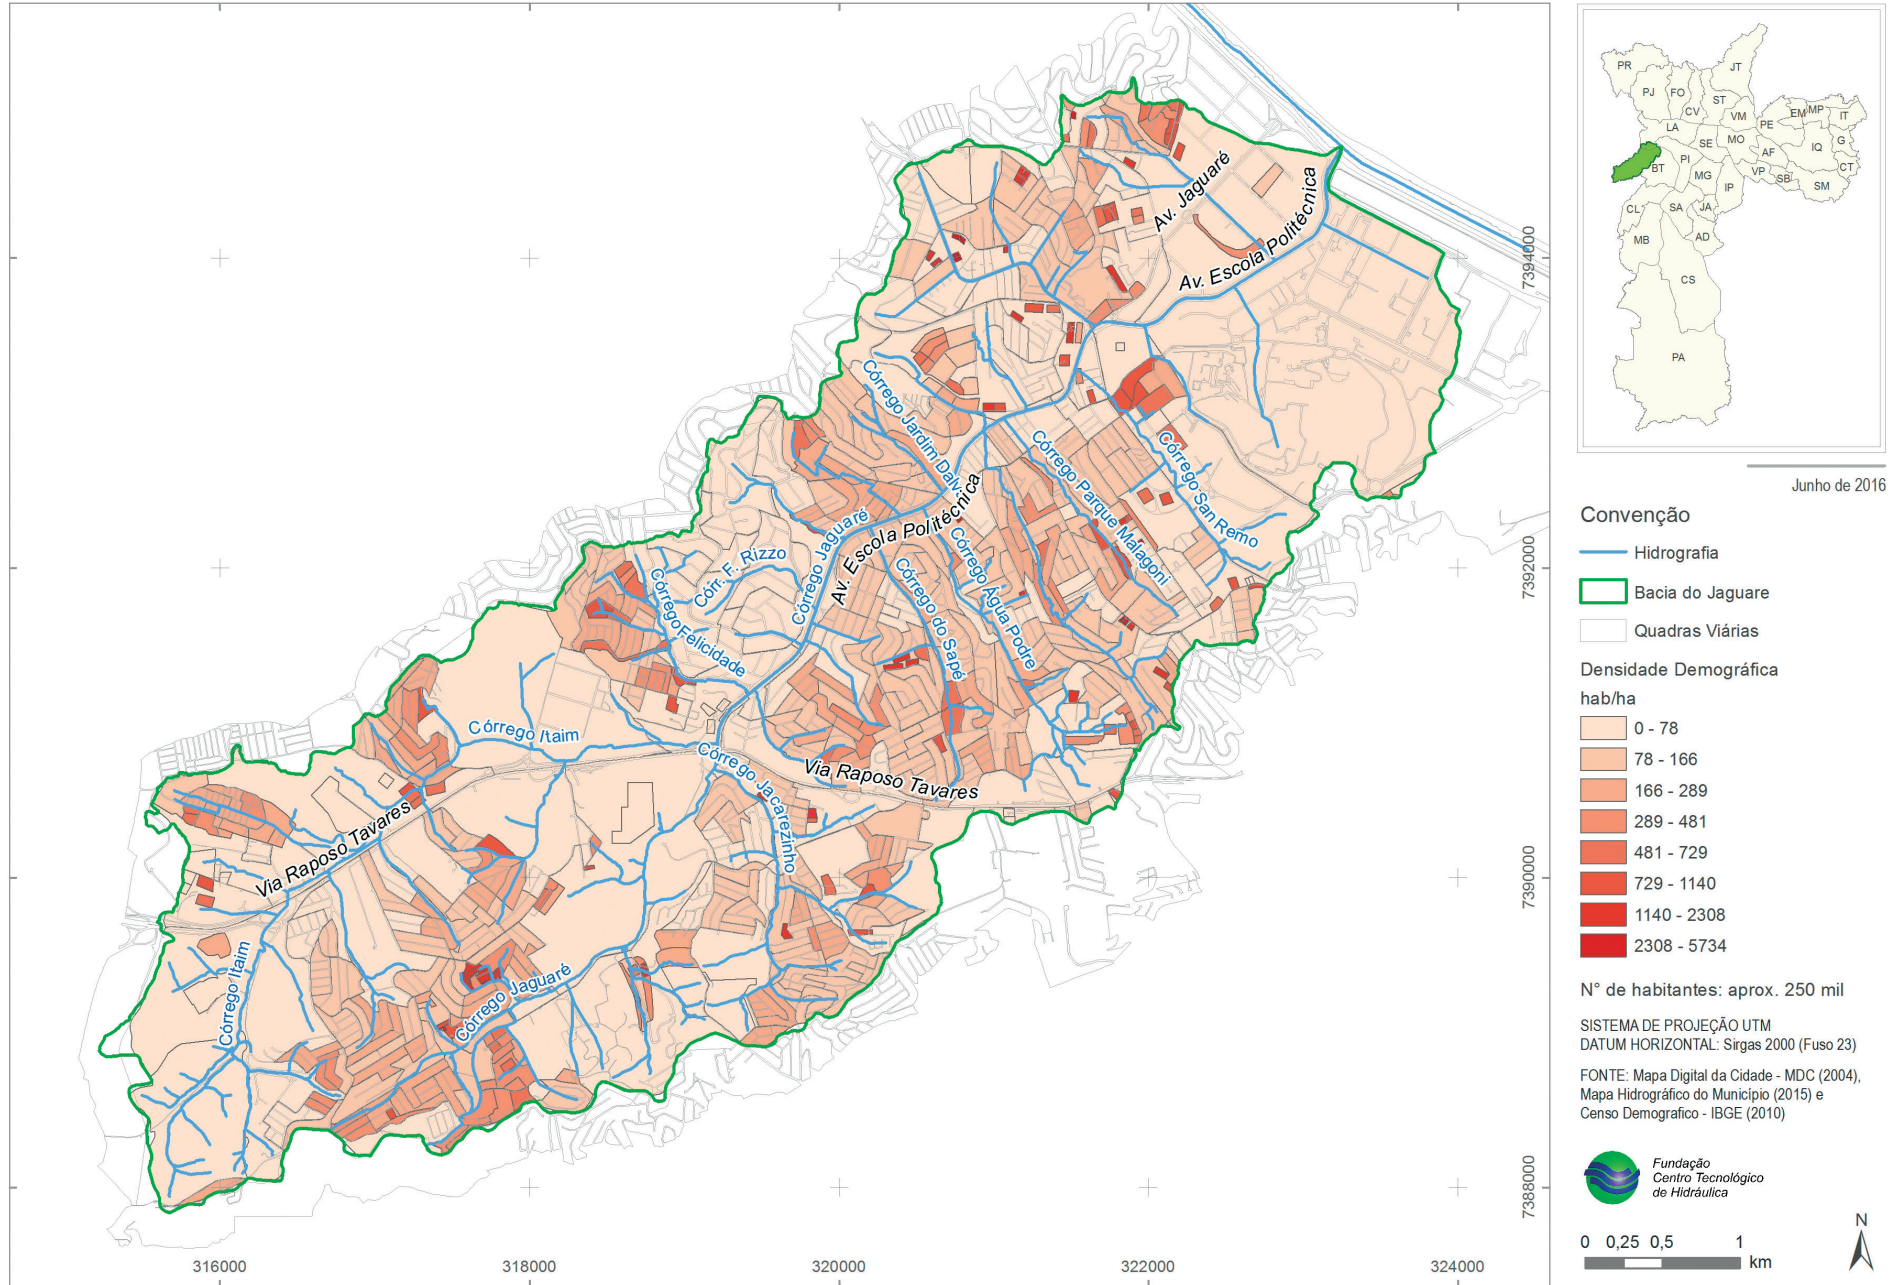 Av. Jaguaré
Av. Escola Politécnica
Córrego Jardim Dalv
Córrego Parque Malagoni
Córrego San Remo
Av. Escola Politécnica
Córrego Jaguaré
Córr. F. Rizzo
Córrego Felicidade
Córrego do Sapé
Córrego Água Podre
Córrego Itaim
Córrego Jacarezinho
Via Raposo Tavares
Via Raposo Tavares
Córrego Itaim
Córrego Jaguaré
7394000
7392000
7390000
7388000
316000
318000
320000
322000
324000
PR
JT
PJ
FO
ST
CV
VM
EM
MP
IT
LA
PE
SE
MO
IQ
G
BT
PI
AF
CT
MG
VP
SB
SM
IP
CL
SA
JA
MB
AD
CS
PA
Junho de 2016
Convenção
Hidrografia
Bacia do Jaguare
Quadras Viárias
Densidade Demográfica
hab/ha
0 - 78
78 - 166
166 - 289
289 - 481
481 - 729
729 - 1140
1140 - 2308
2308 - 5734
N° de habitantes: aprox. 250 mil
SISTEMA DE PROJEÇÃO UTM
DATUM HORIZONTAL: Sirgas 2000 (Fuso 23)
FONTE: Mapa Digital da Cidade - MDC (2004),
Mapa Hidrográfico do Município (2015) e
Censo Demografico - IBGE (2010)
Fundação
Centro Tecnológico
de Hidráulica
0 0,25 0,5 1
km
N